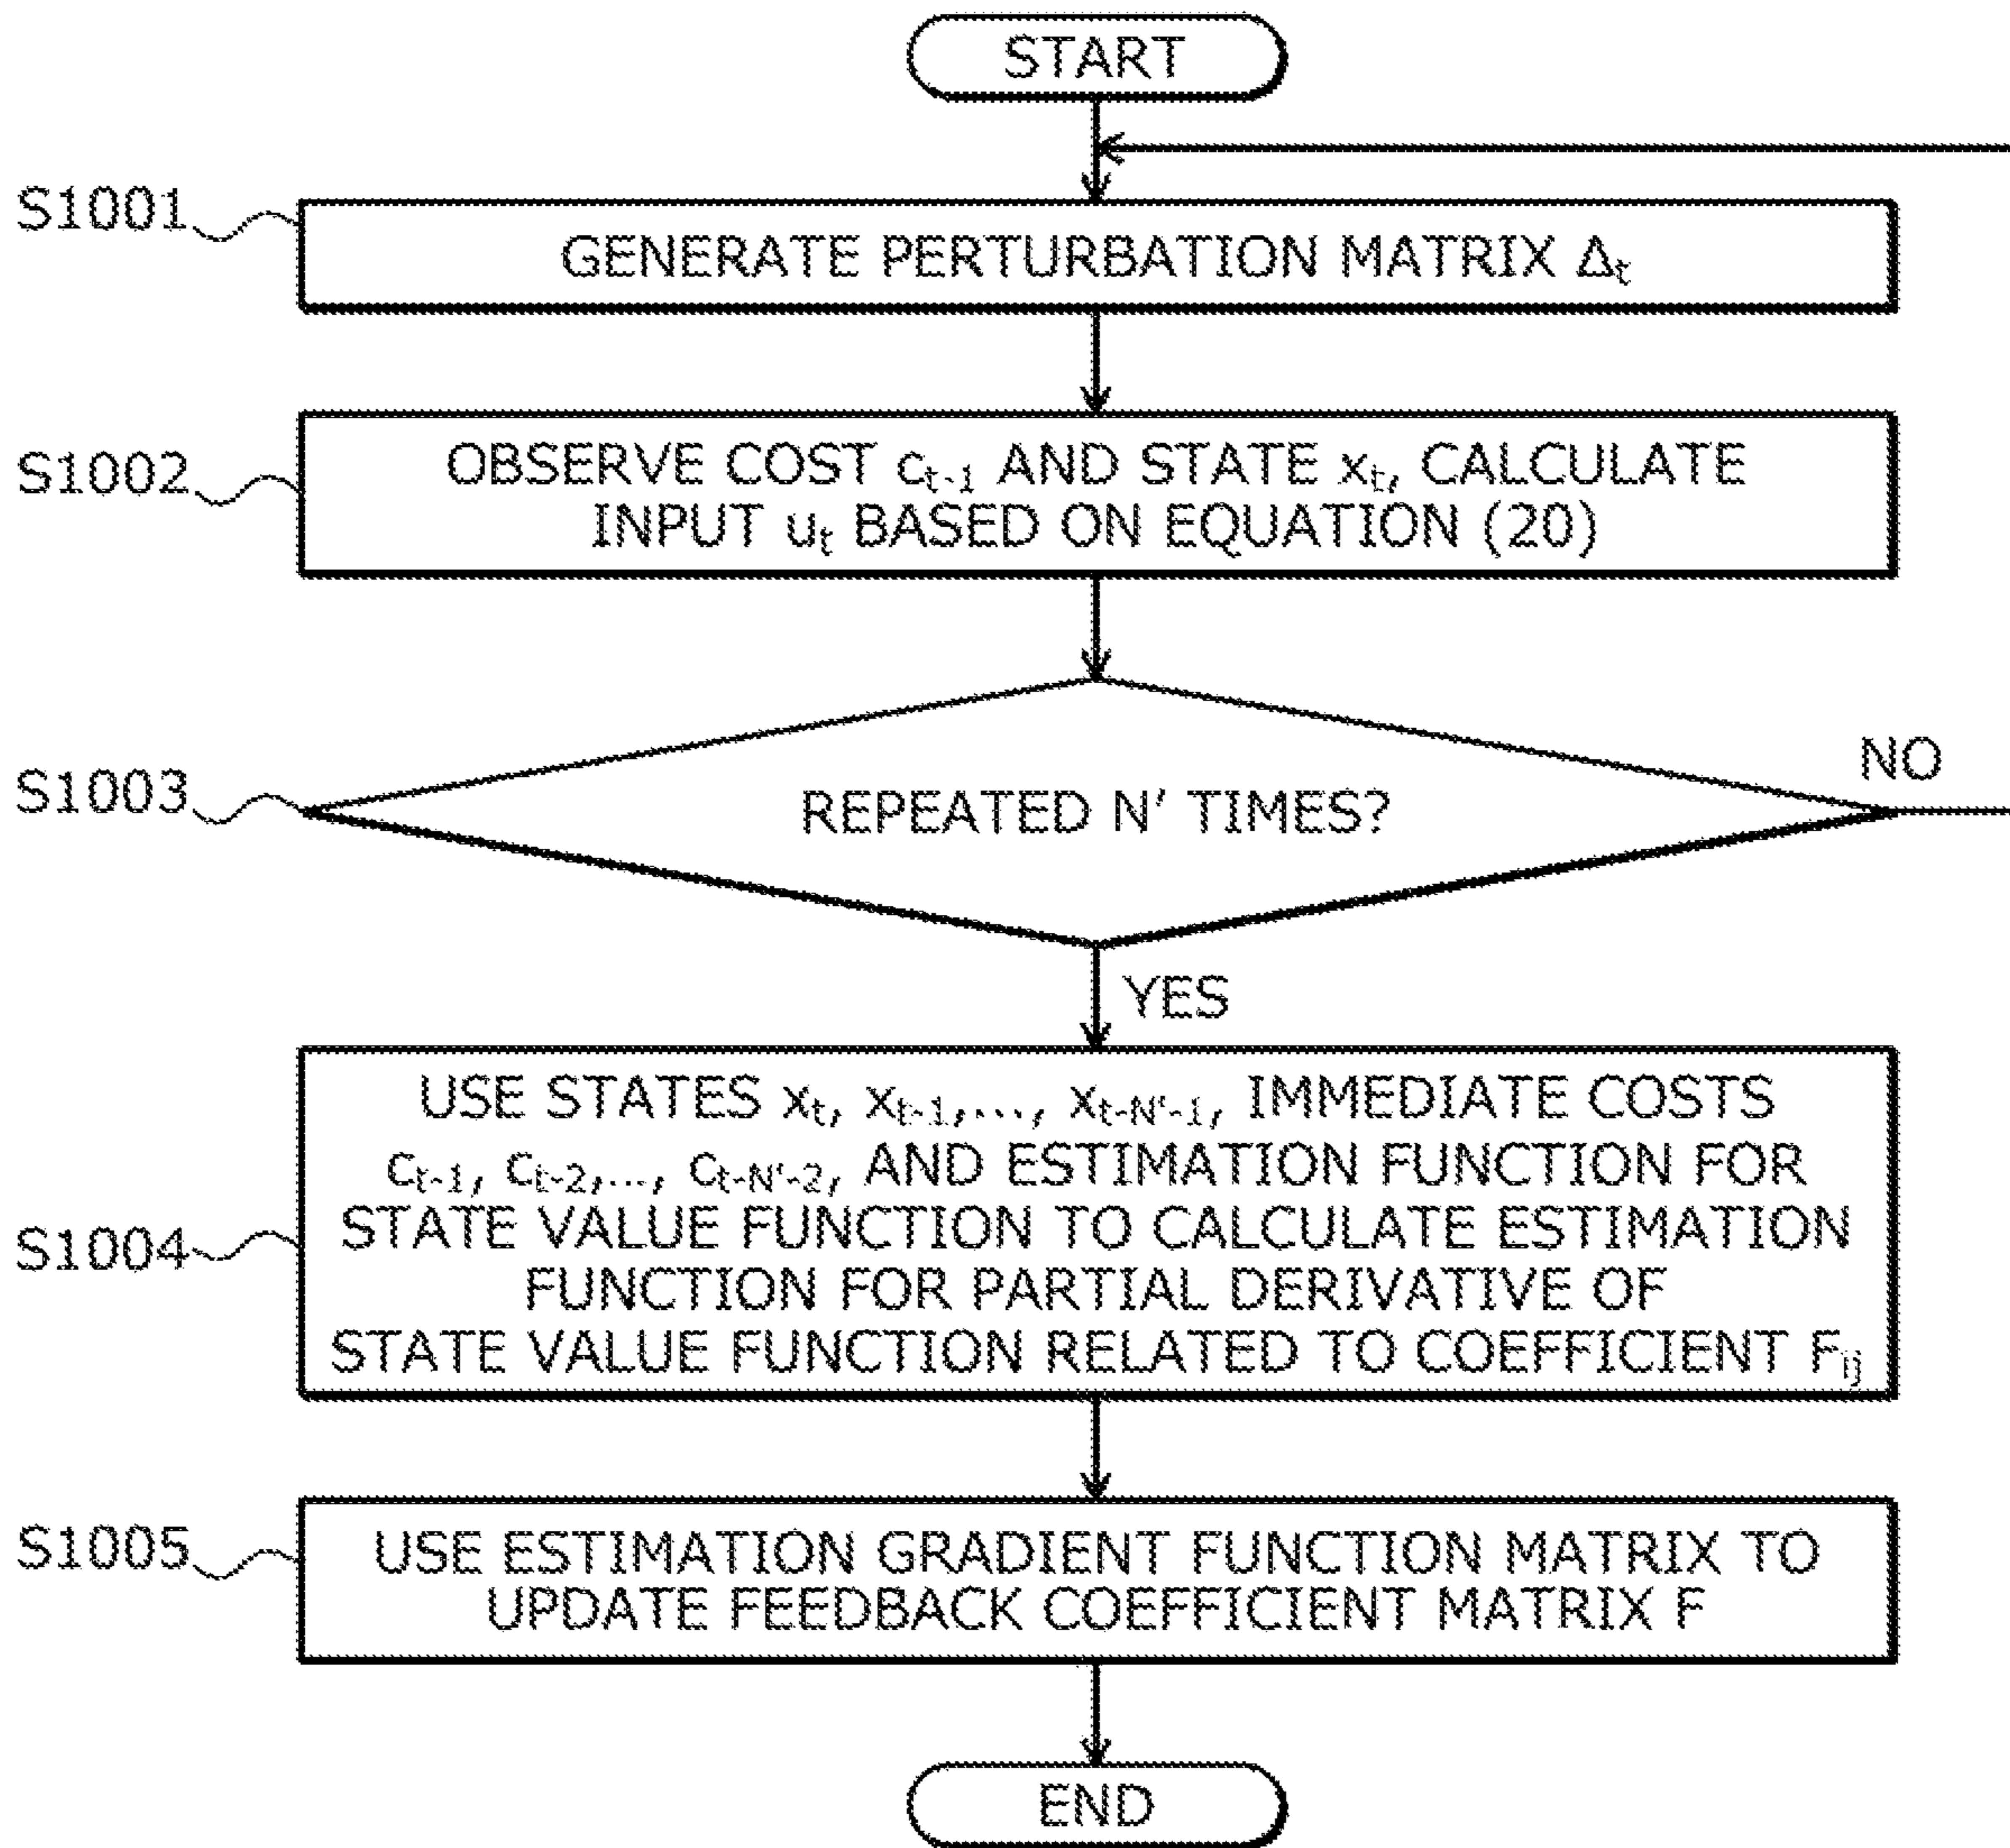 START
S1001
GENERATE PERTURBATION MATRIX Δt
S1002
OBSERVE COST ct-1 AND STATE xt, CALCULATE
INPUT ut BASED ON EQUATION (20)
S1003
REPEATED N' TIMES?
NO
YES
S1004
USE STATES xt, xt-1,..., xt-N'-1, IMMEDIATE COSTS
ct-1, ct-2,..., ct-N'-2, AND ESTIMATION FUNCTION FOR
STATE VALUE FUNCTION TO CALCULATE ESTIMATION
FUNCTION FOR PARTIAL DERIVATIVE OF
STATE VALUE FUNCTION RELATED TO COEFFICIENT Fij
S1005
USE ESTIMATION GRADIENT FUNCTION MATRIX TO
UPDATE FEEDBACK COEFFICIENT MATRIX F
END